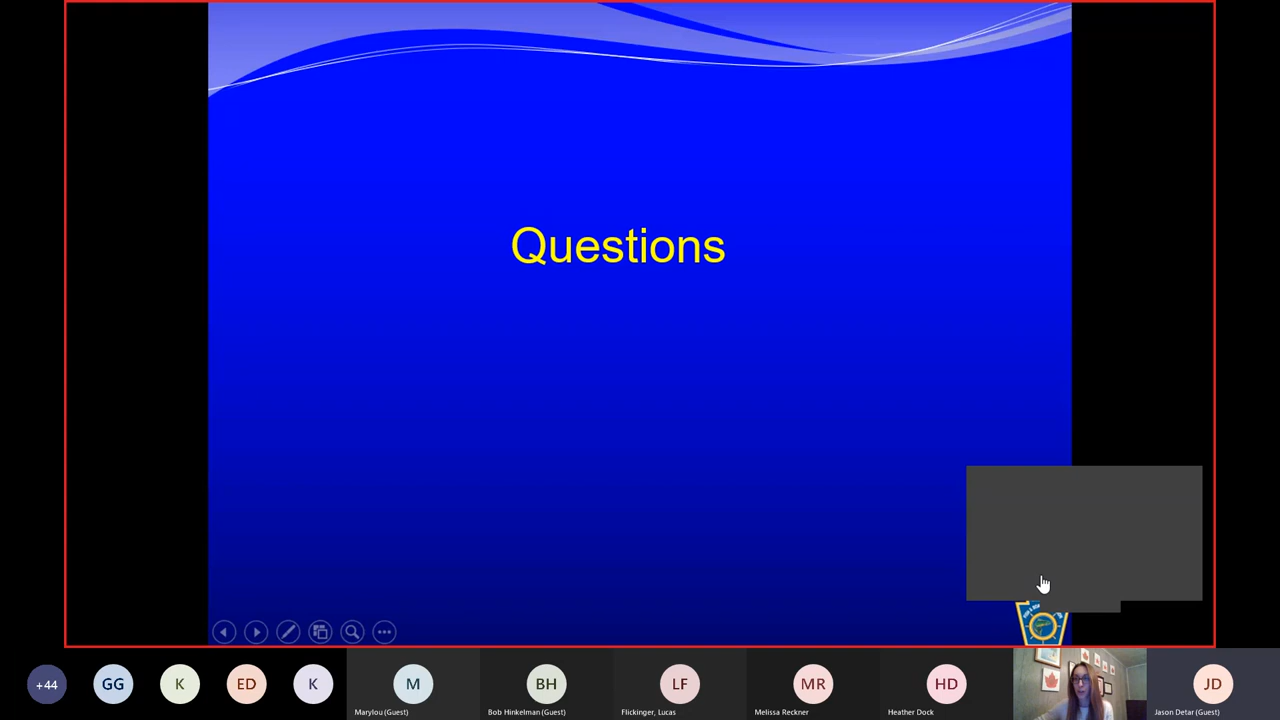 Questions
+44
GG
K
ED
K
M
BH
LF
MR
HD
JD
Marylou (Guest)
Bob Hinkelman (Guest)
Flickinger, Lucas
Melissa Reckner
Heather Dock
Jason Detar (Guest)